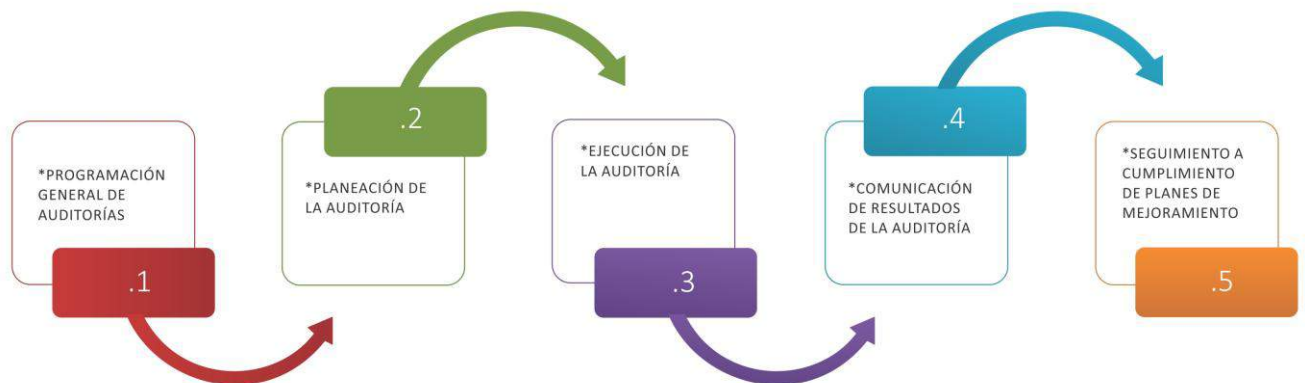 *PROGRAMACIÓN
GENERAL DE
AUDITORÍAS
.1
.2
*PLANEACIÓN DE
LA AUDITORÍA
*EJECUCIÓN DE
LA AUDITORÍA
.3
.4
*COMUNICACIÓN
DE RESULTADOS
DE LA AUDITORÍA
*SEGUIMIENTO A
CUMPLIMIENTO
DE PLANES DE
MEJORAMIENTO
.5